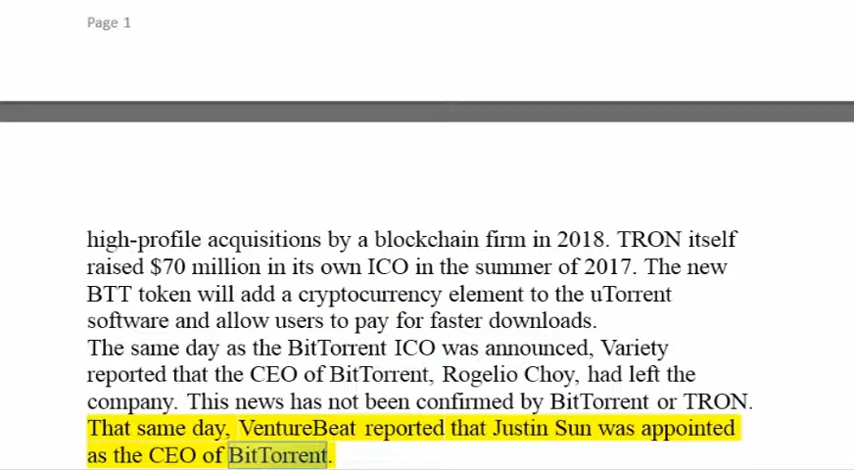 Page 1
high-profile acquisitions by a blockchain firm in 2018. TRON itself
raised $70 million in its own ICO in the summer of 2017. The new
BTT token will add a cryptocurrency element to the uTorrent
software and allow users to pay for faster downloads.
The same day as the BitTorrent ICO was announced, Variety
reported that the CEO of BitTorrent, Rogelio Choy, had left the
company. This news has not been confirmed by BitTorrent or TRON.
That same day, VentureBeat reported that Justin Sun was appointed
as the CEO of BitTorrent.